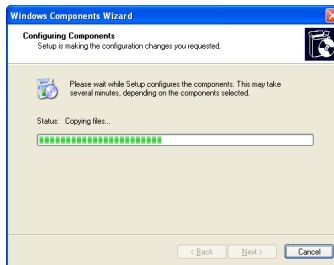 Windows Components Wizard
Configuring Components
Setup is making the configuration changes you requested.
Please wait while Setup configures the components. This may take
several minutes, depending on the components selected.
Status: Copying files...
< Back Next > Cancel